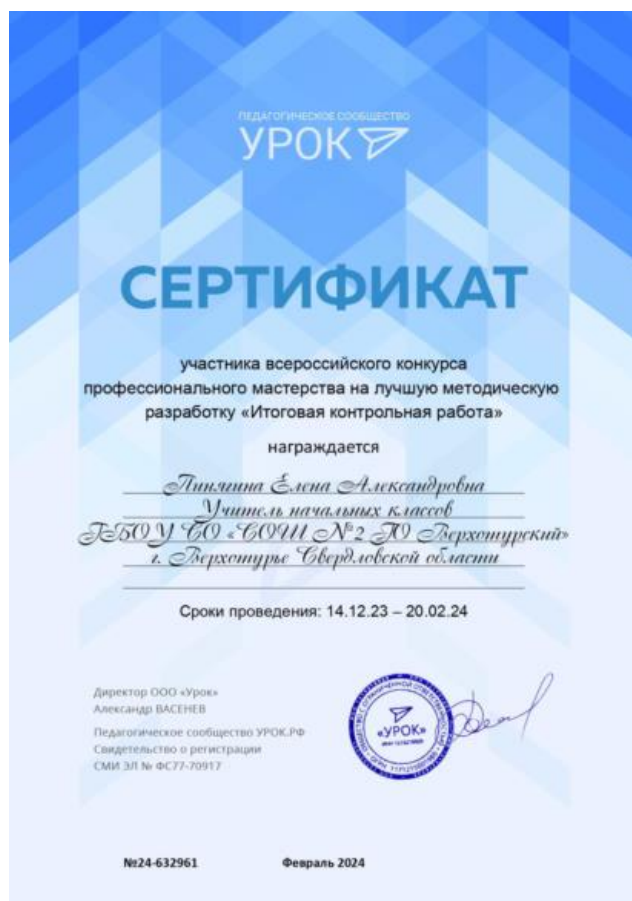 ПЕДАГОГИЧЕСКОЕ СООБЩЕСТВО
УРОК
СЕРТИФИКАТ
участника всероссийского конкурса
профессионального мастерства на лучшую методическую
разработку «Итоговая контрольная работа»
награждается
Пинягина Елена Александровна
Учитель начальных классов
ГБОУ СО «СОШ №2 ГО Верхотурский»
г. Верхотурье Свердловской области
Сроки проведения: 14.12.23 – 20.02.24
Директор ООО «Урок»
Александр ВАСЕНЕВ
Педагогическое сообщество УРОК.РФ
Свидетельство о регистрации
СМИ ЭЛ № ФС77-70917
«УРОК»
№24-632961 Февраль 2024